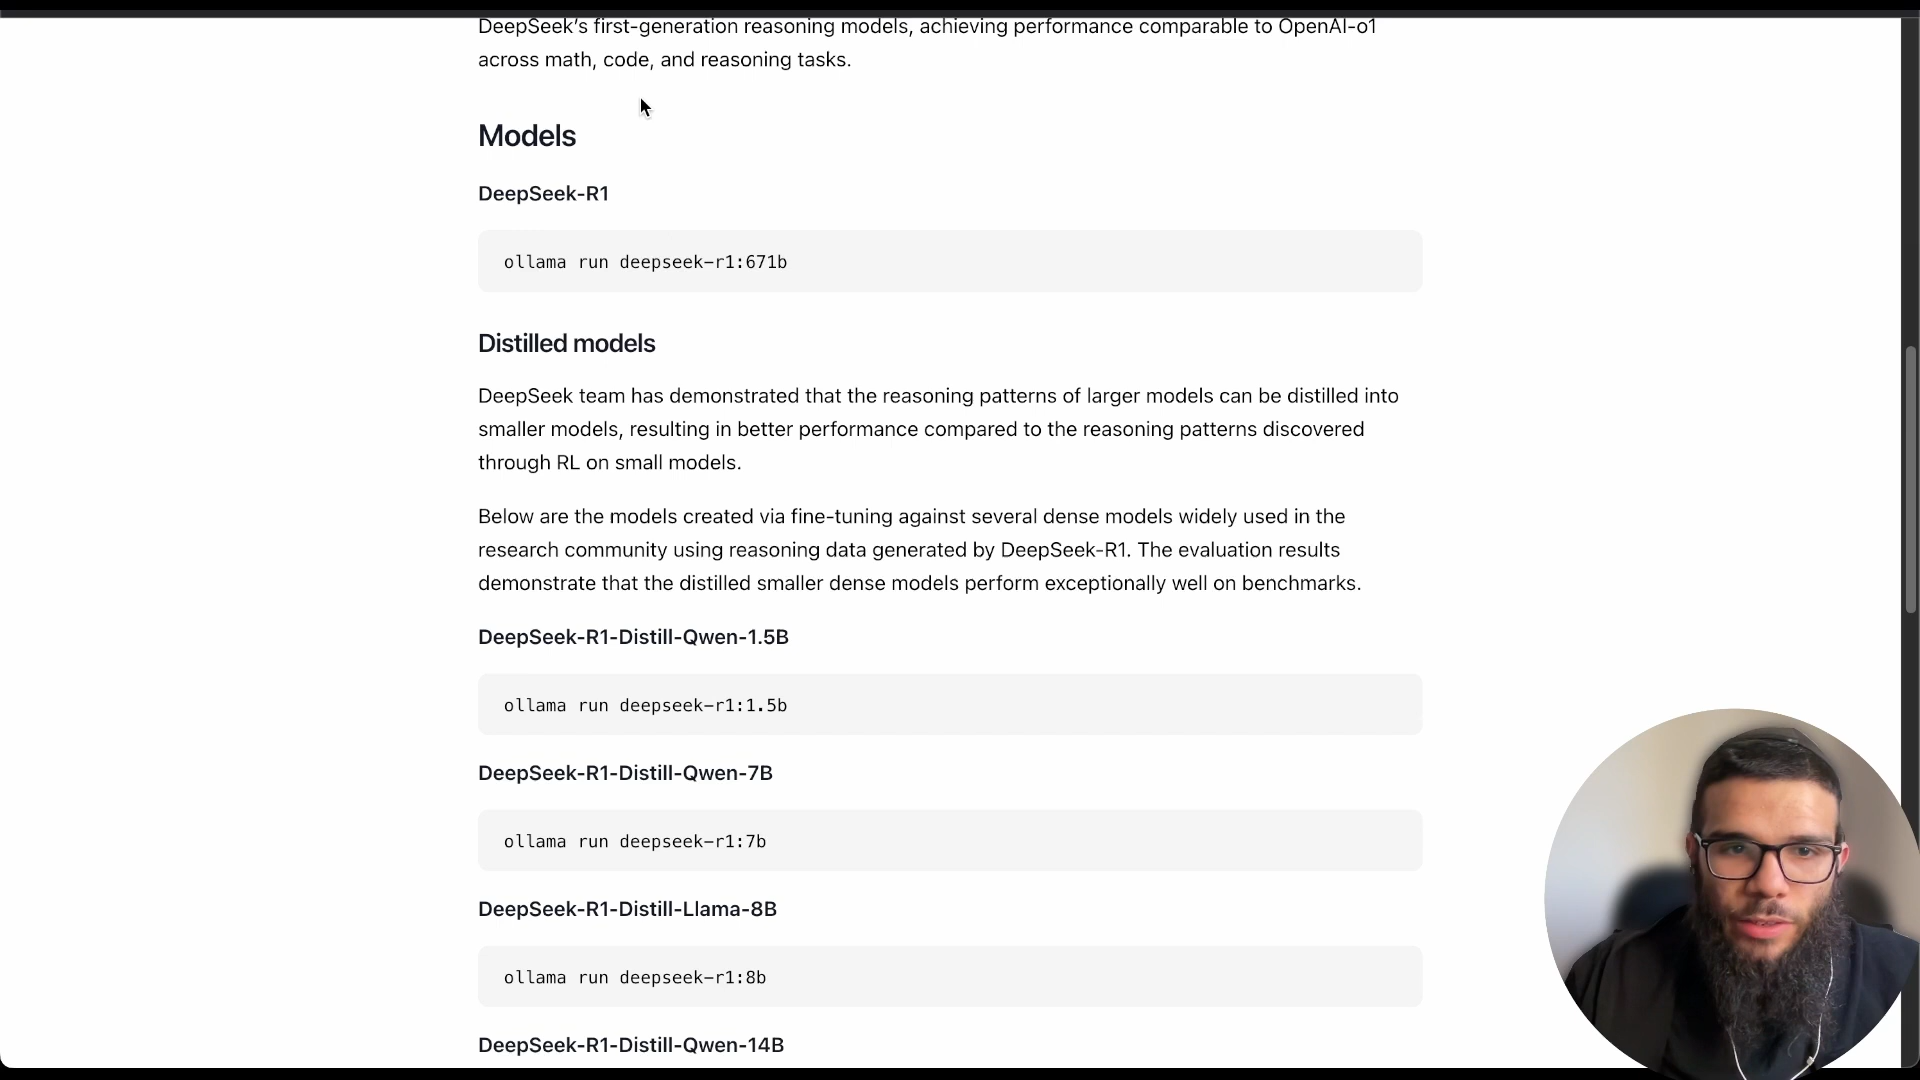 DeepSeek’s first-generation reasoning models, achieving performance comparable to OpenAI-o1
across math, code, and reasoning tasks.
Models
DeepSeek-R1
ollama run deepseek-r1:671b
Distilled models
DeepSeek team has demonstrated that the reasoning patterns of larger models can be distilled into
smaller models, resulting in better performance compared to the reasoning patterns discovered
through RL on small models.
Below are the models created via fine-tuning against several dense models widely used in the
research community using reasoning data generated by DeepSeek-R1. The evaluation results
demonstrate that the distilled smaller dense models perform exceptionally well on benchmarks.
DeepSeek-R1-Distill-Qwen-1.5B
ollama run deepseek-r1:1.5b
DeepSeek-R1-Distill-Qwen-7B
ollama run deepseek-r1:7b
DeepSeek-R1-Distill-Llama-8B
ollama run deepseek-r1:8b
DeepSeek-R1-Distill-Qwen-14B